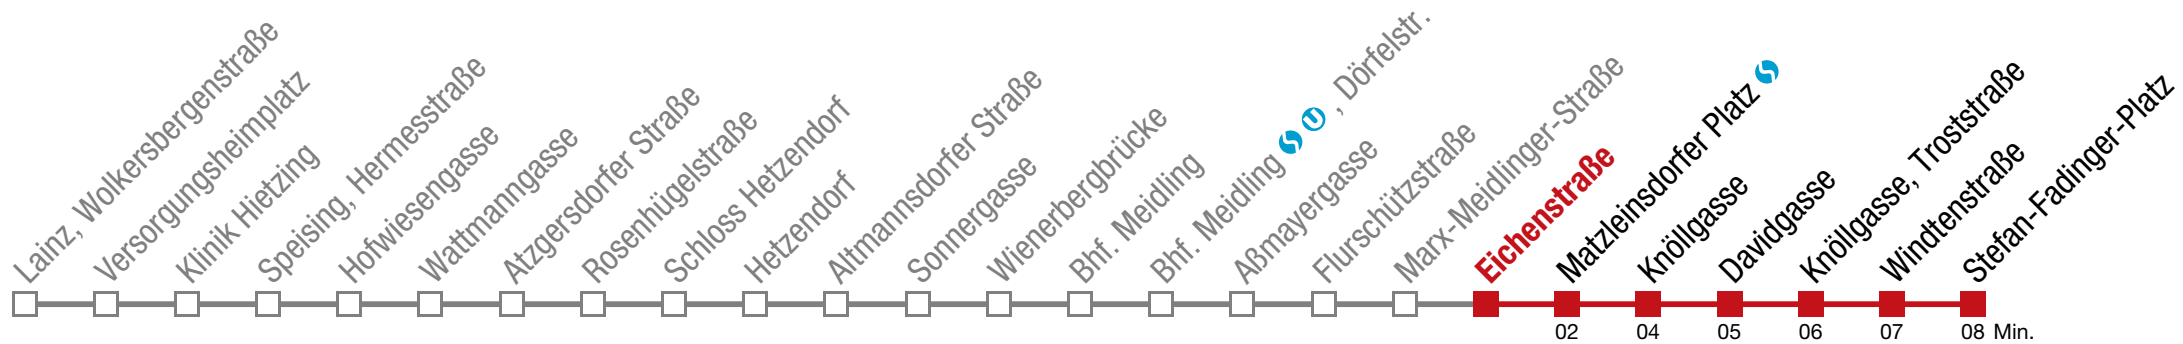 Lainz, Wolkersbergenstraße
Versorgungsheimplatz
Klinik Hietzing
Speising, Hermesstraße
Hofwiesengasse
Wattmanngasse
Atzgersdorfer Straße
Rosenhügelstraße
Schloss Hetzendorf
Hetzendorf
Altmannsdorfer Straße
Sonnergasse
Wienerbergbrücke
Bhf. Meidling
Bhf. Meidling S U , Dörfelstr.
Aßmayergasse
Flurschützstraße
Marx-Meidlinger-Straße
Eichenstraße
Matzleinsdorfer Platz S
Knöllgasse
Davidgasse
Knöllgasse, Troststraße
Windtenstraße
Stefan-Fadinger-Platz
02 04 05 06 07 08 Min.